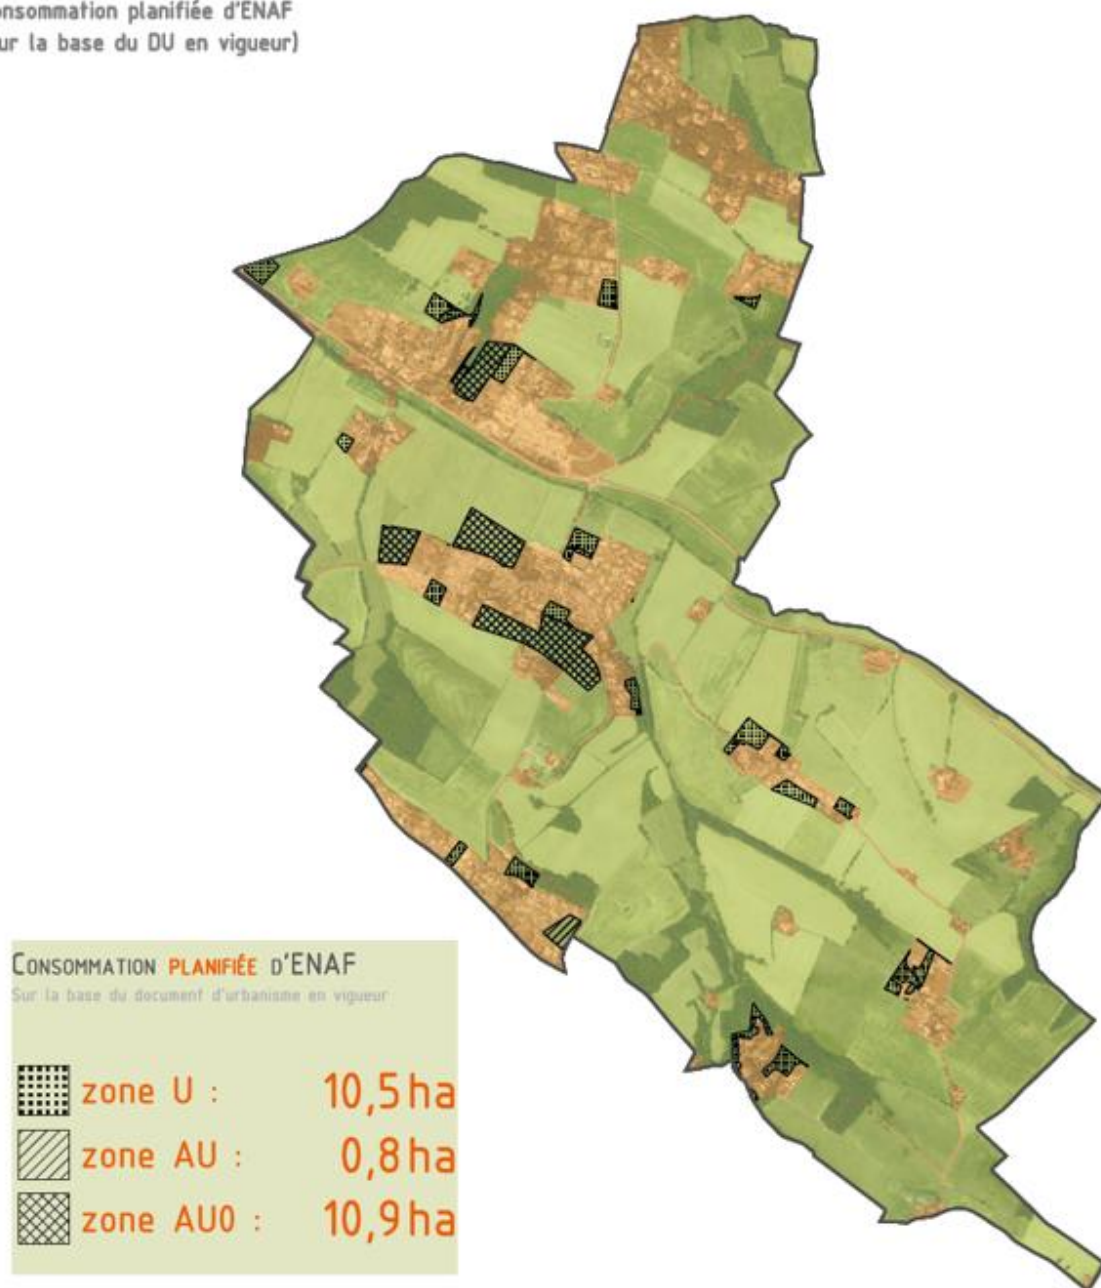 onsommation planifiée d'ENAF
ur la base du DU en vigueur)
CONSOMMATION PLANIFIÉE D'ENAF
Sur la base du document d'urbanisme en vigueur
zone U : 10,5 ha
zone AU : 0,8 ha
zone AU0 : 10,9 ha